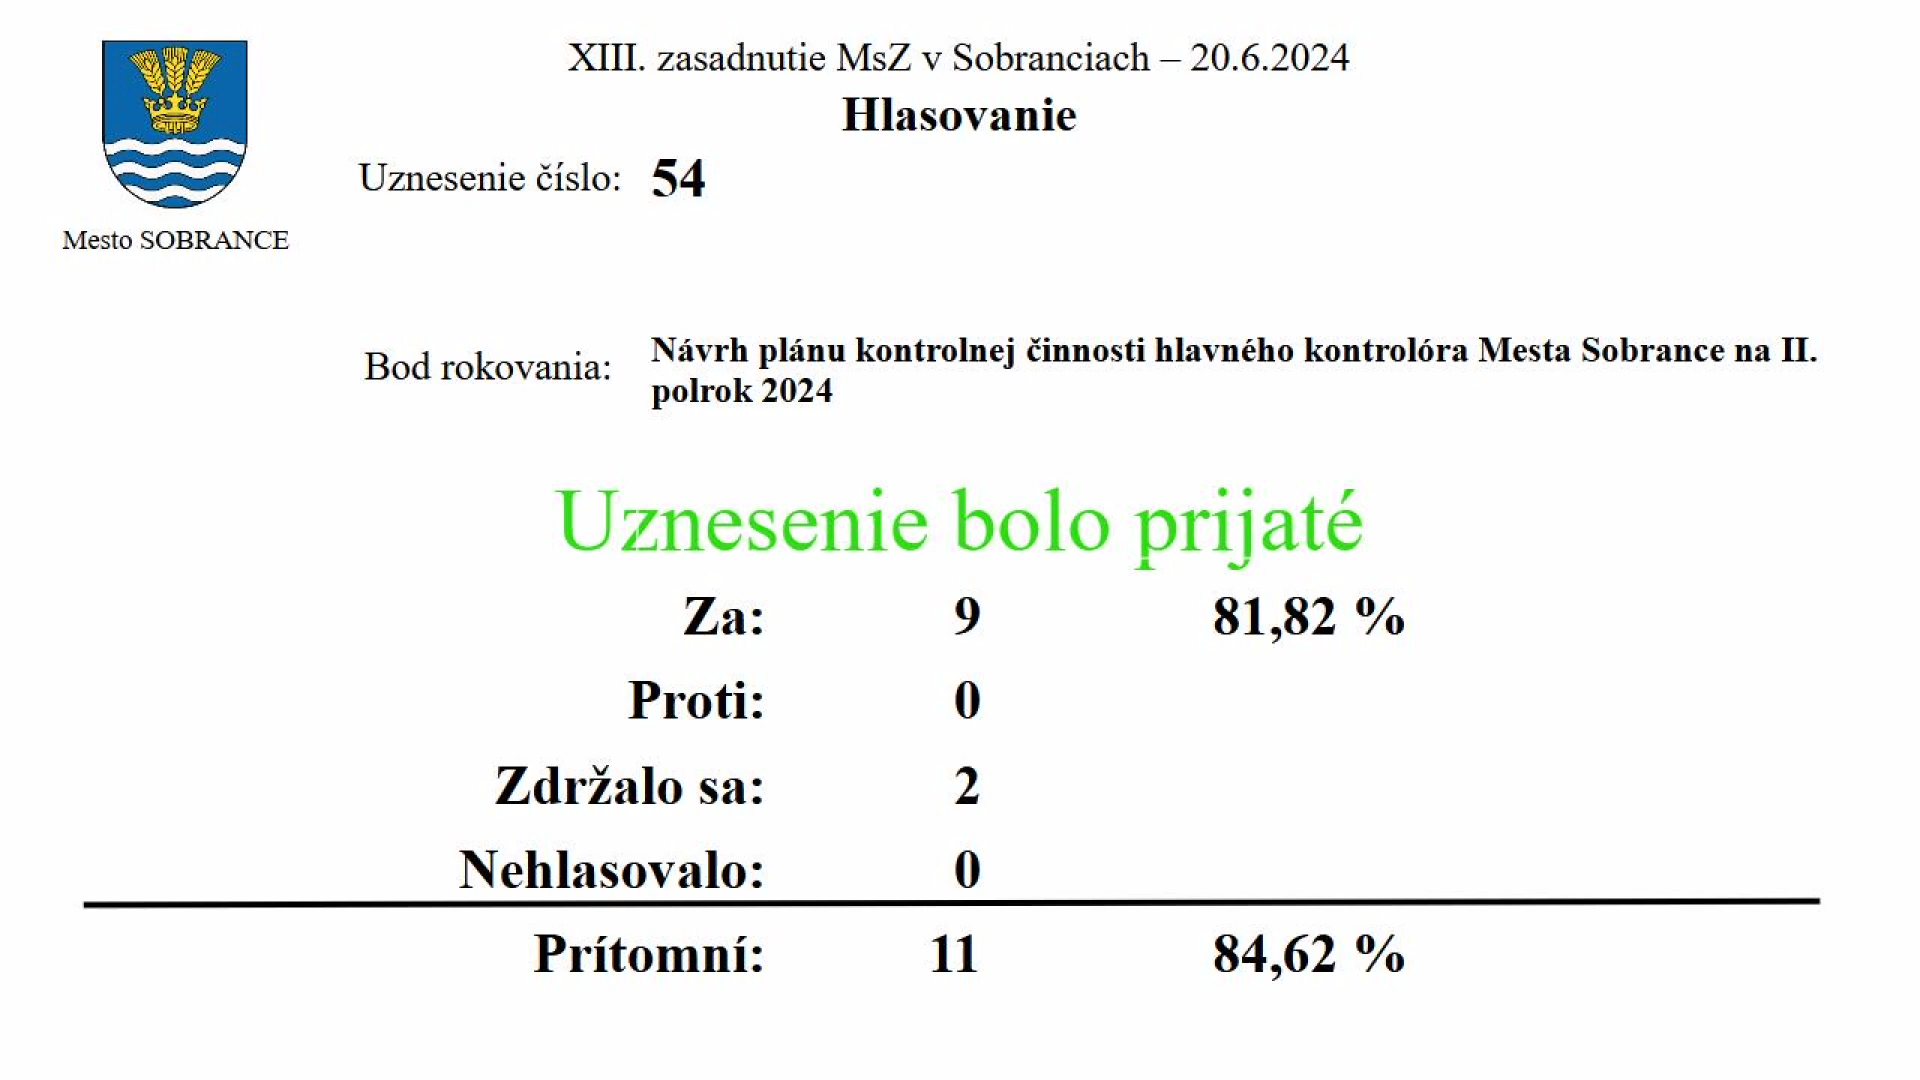 XIII. zasadnutie MsZ v Sobranciach – 20.6.2024
Hlasovanie
Uznesenie číslo: 54
Mesto SOBRANCE
Bod rokovania: Návrh plánu kontrolnej činnosti hlavného kontrolóra Mesta Sobrance na II.
polrok 2024
Uznesenie bolo prijaté
Za: 9 81,82 %
Proti: 0
Zdržalo sa: 2
Nehlasovalo: 0
Prítomní: 11 84,62 %